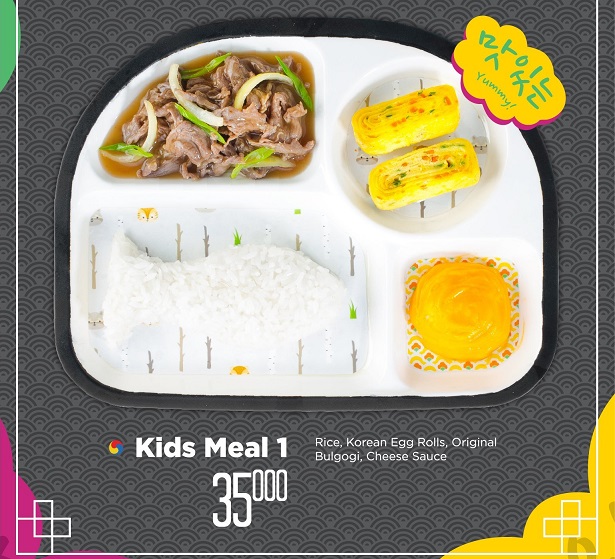 맛있는
Yummy!
Kids Meal 1
35000
Rice, Korean Egg Rolls, Original
Bulgogi, Cheese Sauce